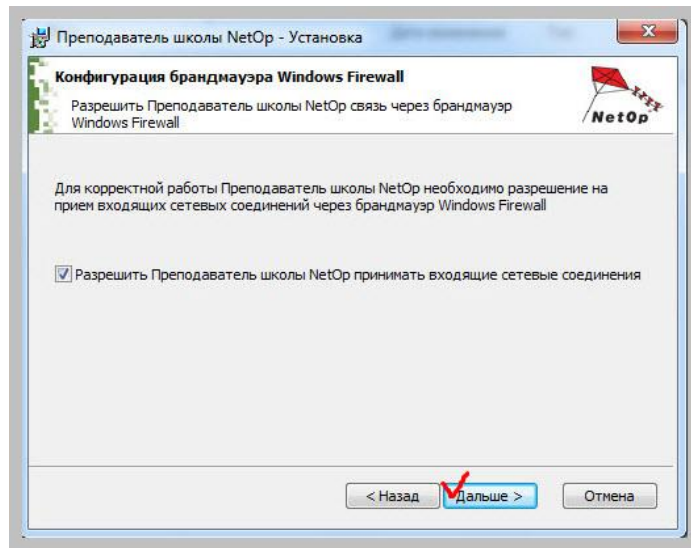 Преподаватель школы NetOp - Установка
Конфигурация брандмауэра Windows Firewall
Разрешить Преподаватель школы NetOp связь через брандмауэр
Windows Firewall
NetOp
Для корректной работы Преподаватель школы NetOp необходимо разрешение на
прием входящих сетевых соединений через брандмауэр Windows Firewall
Разрешить Преподаватель школы NetOp принимать входящие сетевые соединения
< Назад
Дальше >
Отмена